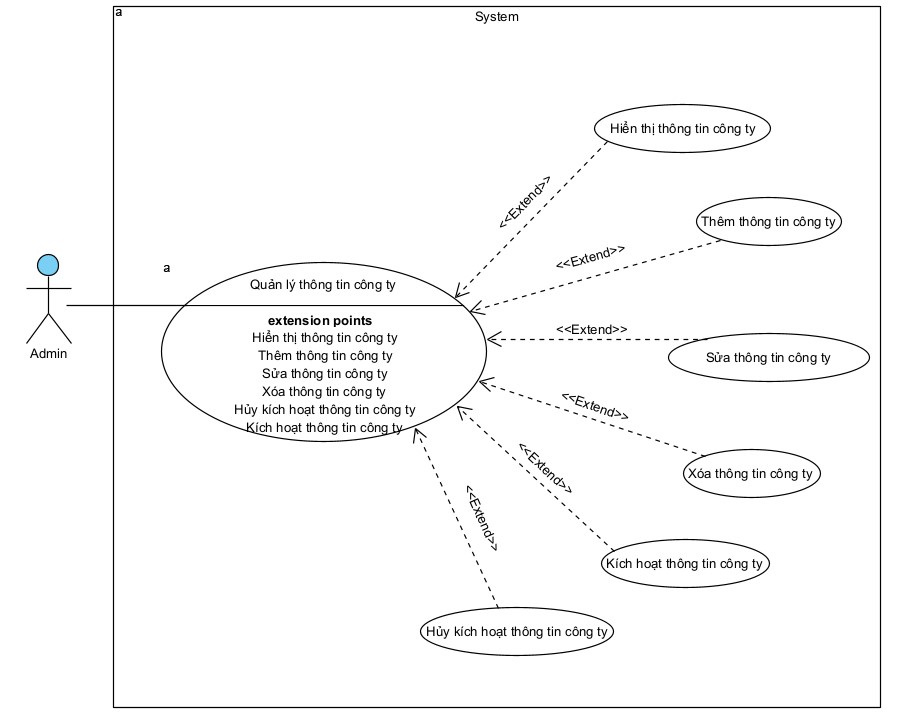 a
System
Hiển thị thông tin công ty
<<Extend>>
Thêm thông tin công ty
<<Extend>>
a
Quản lý thông tin công ty
extension points
Hiển thị thông tin công ty
Thêm thông tin công ty
Sửa thông tin công ty
Xóa thông tin công ty
Hủy kích hoạt thông tin công ty
Kích hoạt thông tin công ty
Admin
<<Extend>>
Sửa thông tin công ty
<<Extend>>
Xóa thông tin công ty
<<Extend>>
Kích hoạt thông tin công ty
<<Extend>>
Hủy kích hoạt thông tin công ty